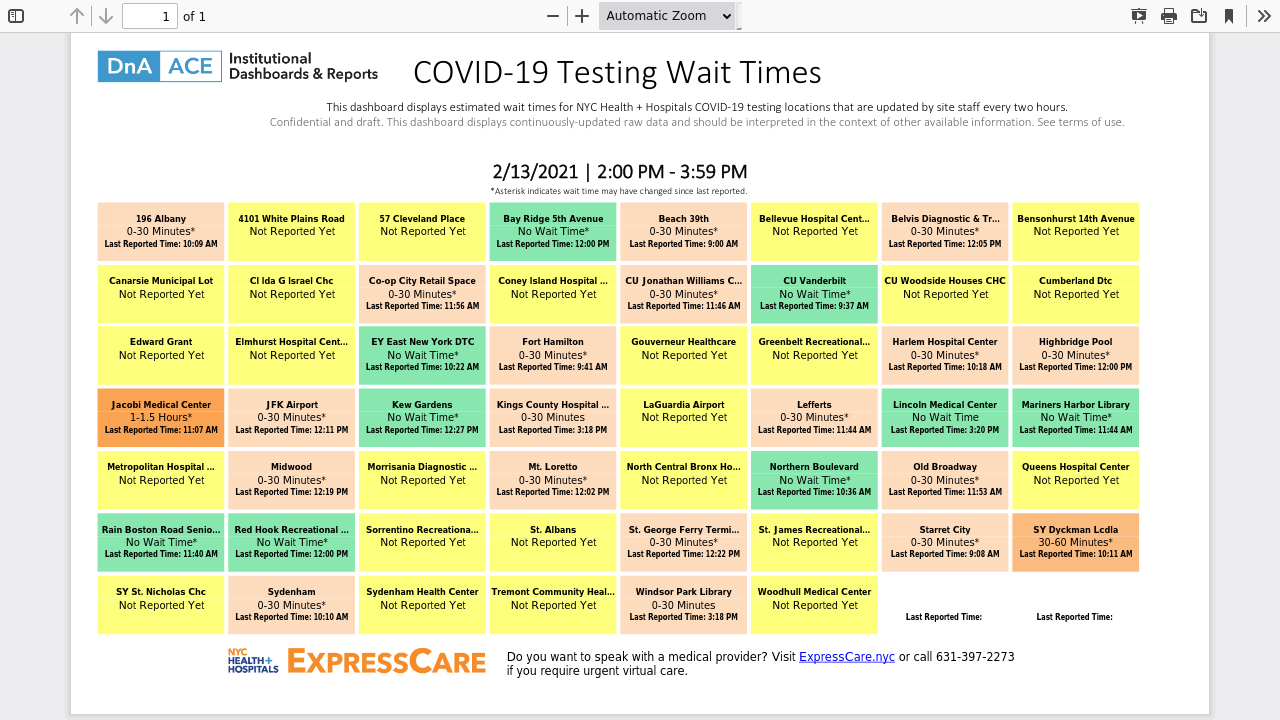 1 of 1 Automatic Zoom
DnA ACE Institutional
Dashboards & Reports
COVID-19 Testing Wait Times
This dashboard displays estimated wait times for NYC Health + Hospitals COVID-19 testing locations that are updated by site staff every two hours.
Confidential and draft. This dashboard displays continuously-updated raw data and should be interpreted in the context of other available information. See terms of use.
2/13/2021 | 2:00 PM - 3:59 PM
*Asterisk indicates wait time may have changed since last reported.
196 Albany
0-30 Minutes*
Last Reported Time: 10:09 AM
4101 White Plains Road
Not Reported Yet
57 Cleveland Place
Not Reported Yet
Bay Ridge 5th Avenue
No Wait Time*
Last Reported Time: 12:00 PM
Beach 39th
0-30 Minutes*
Last Reported Time: 9:00 AM
Bellevue Hospital Cent...
Not Reported Yet
Belvis Diagnostic & Tr...
0-30 Minutes*
Last Reported Time: 12:05 PM
Bensonhurst 14th Avenue
Not Reported Yet
Canarsie Municipal Lot
Not Reported Yet
CI Ida G Israel Chc
Not Reported Yet
Co-op City Retail Space
0-30 Minutes*
Last Reported Time: 11:56 AM
Coney Island Hospital ...
Not Reported Yet
CU Jonathan Williams C...
0-30 Minutes*
Last Reported Time: 11:46 AM
CU Vanderbilt
No Wait Time*
Last Reported Time: 9:37 AM
CU Woodside Houses CHC
Not Reported Yet
Cumberland Dtc
Not Reported Yet
Edward Grant
Not Reported Yet
Elmhurst Hospital Cent...
Not Reported Yet
EY East New York DTC
No Wait Time*
Last Reported Time: 10:22 AM
Fort Hamilton
0-30 Minutes*
Last Reported Time: 9:41 AM
Gouverneur Healthcare
Not Reported Yet
Greenbelt Recreational...
Not Reported Yet
Harlem Hospital Center
0-30 Minutes*
Last Reported Time: 10:18 AM
Highbridge Pool
0-30 Minutes*
Last Reported Time: 12:00 PM
Jacobi Medical Center
1-1.5 Hours*
Last Reported Time: 11:07 AM
JFK Airport
0-30 Minutes*
Last Reported Time: 12:11 PM
Kew Gardens
No Wait Time*
Last Reported Time: 12:27 PM
Kings County Hospital ...
0-30 Minutes
Last Reported Time: 3:18 PM
LaGuardia Airport
Not Reported Yet
Lefferts
0-30 Minutes*
Last Reported Time: 11:44 AM
Lincoln Medical Center
No Wait Time
Last Reported Time: 3:20 PM
Mariners Harbor Library
No Wait Time*
Last Reported Time: 11:44 AM
Metropolitan Hospital ...
Not Reported Yet
Midwood
0-30 Minutes*
Last Reported Time: 12:19 PM
Morrisania Diagnostic ...
Not Reported Yet
Mt. Loretto
0-30 Minutes*
Last Reported Time: 12:02 PM
North Central Bronx Ho...
Not Reported Yet
Northern Boulevard
No Wait Time*
Last Reported Time: 10:36 AM
Old Broadway
0-30 Minutes*
Last Reported Time: 11:53 AM
Queens Hospital Center
Not Reported Yet
Rain Boston Road Senio...
No Wait Time*
Last Reported Time: 11:40 AM
Red Hook Recreational ...
No Wait Time*
Last Reported Time: 12:00 PM
Sorrentino Recreationa...
Not Reported Yet
St. Albans
Not Reported Yet
St. George Ferry Termi...
0-30 Minutes*
Last Reported Time: 12:22 PM
St. James Recreational...
Not Reported Yet
Starret City
0-30 Minutes*
Last Reported Time: 9:08 AM
SY Dyckman Lcdla
30-60 Minutes*
Last Reported Time: 10:11 AM
SY St. Nicholas Chc
Not Reported Yet
Sydenham
0-30 Minutes*
Last Reported Time: 10:10 AM
Sydenham Health Center
Not Reported Yet
Tremont Community Heal...
Not Reported Yet
Windsor Park Library
0-30 Minutes
Last Reported Time: 3:18 PM
Woodhull Medical Center
Not Reported Yet
Last Reported Time:
Last Reported Time:
NYC
HEALTH+
HOSPITALS
EXPRESSCARE
Do you want to speak with a medical provider? Visit ExpressCare.nyc or call 631-397-2273
if you require urgent virtual care.